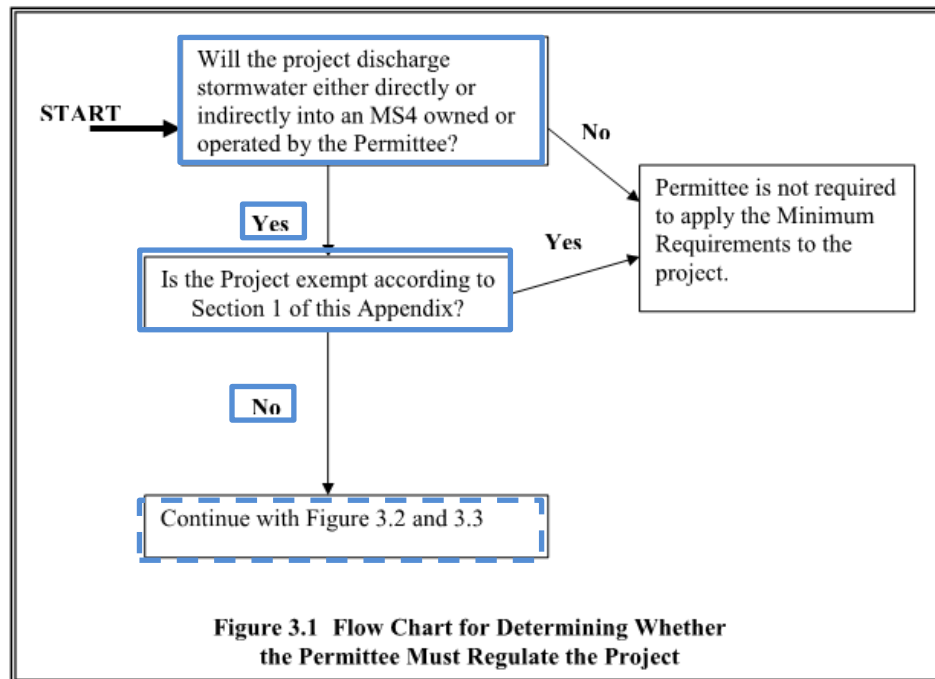 Will the project discharge
stormwater either directly or
indirectly into an MS4 owned or
operated by the Permittee?
START
No
Permittee is not required
to apply the Minimum
Requirements to the
project.
Yes
Yes
Is the Project exempt according to
Section 1 of this Appendix?
No
Continue with Figure 3.2 and 3.3
Figure 3.1 Flow Chart for Determining Whether
the Permittee Must Regulate the Project